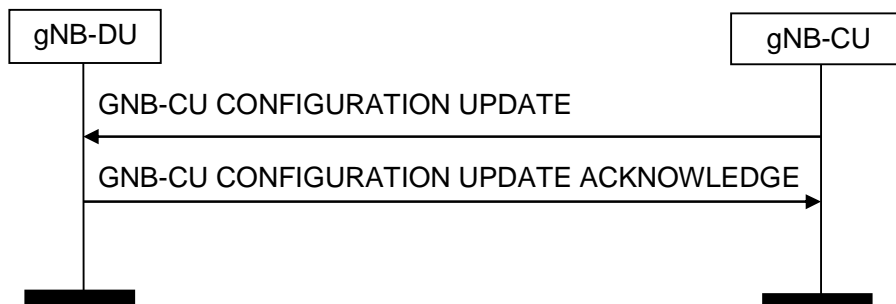 gNB-DU
gNB-CU
GNB-CU CONFIGURATION UPDATE
GNB-CU CONFIGURATION UPDATE ACKNOWLEDGE